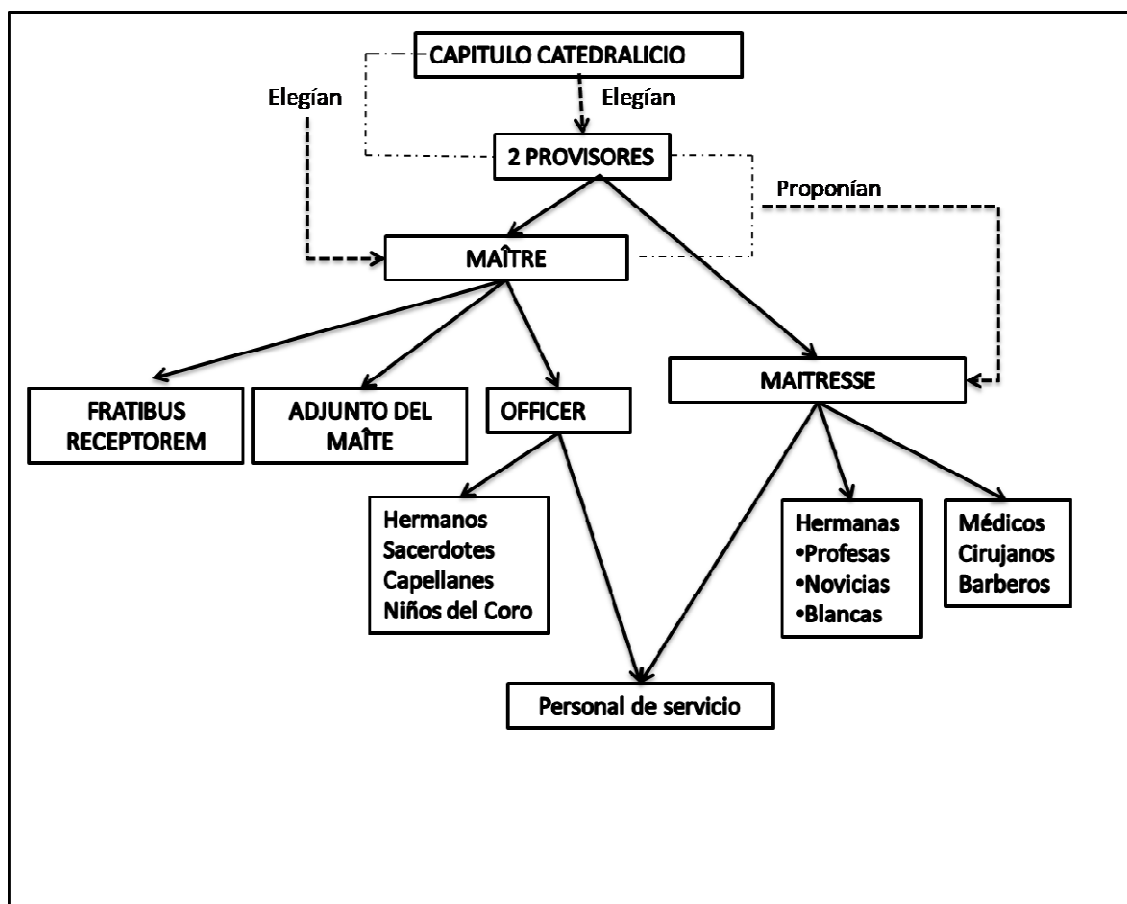 CAPITULO CATEDRALICIO
Elegían
Elegían
2 PROVISORES
Proponían
MAÎTRE
MAITRESSE
FRATIBUS
RECEPTOREM
ADJUNTO DEL
MAÎTE
OFFICER
Hermanos
Sacerdotes
Capellanes
Niños del Coro
Hermanas
•Profesas
•Novicias
•Blancas
Médicos
Cirujanos
Barberos
Personal de servicio